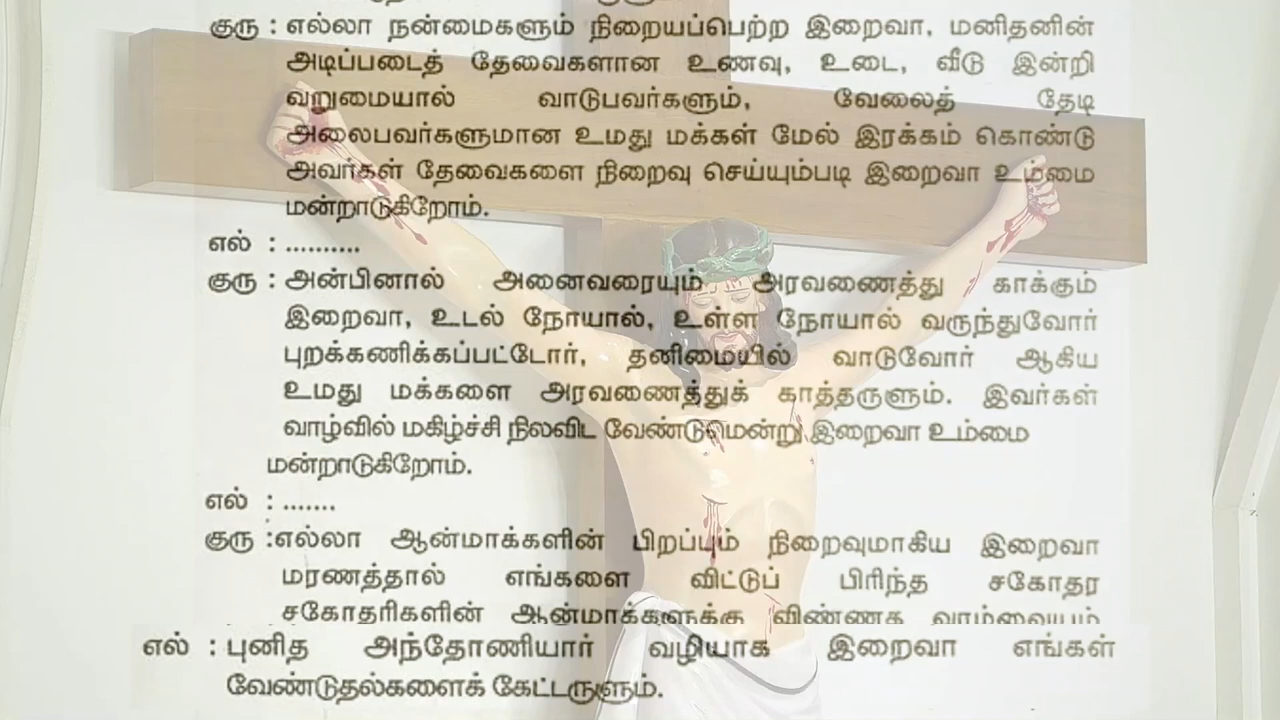 குரு : எல்லா நன்மைகளும் நிறையப்பெற்ற இறைவா, மனிதனின்
அடிப்படைத் தேவைகளான உணவு, உடை, வீடு இன்றி
வறுமையால் வாடுபவர்களும், வேலைத் தேடி
அலைபவர்களுமான உமது மக்கள் மேல் இரக்கம் கொண்டு
அவர்கள் தேவைகளை நிறைவு செய்யும்படி இறைவா உம்மை
மன்றாடுகிறோம்.
எல் : ..........
குரு : அன்பினால் அனைவரையும் அரவணைத்து காக்கும்
இறைவா, உடல் நோயால், உள்ள நோயால் வருந்துவோர்
புறக்கணிக்கப்பட்டோர், தனிமையில் வாடுவோர் ஆகிய
உமது மக்களை அரவணைத்துக் காத்தருளும். இவர்கள்
வாழ்வில் மகிழ்ச்சி நிலவிட வேண்டுமென்று இறைவா உம்மை
மன்றாடுகிறோம்.
எல் : .......
குரு :எல்லா ஆன்மாக்களின் பிறப்பும் நிறைவுமாகிய இறைவா
மரணத்தால் எங்களை விட்டுப் பிரிந்த சகோதர
சகோதரிகளின் ஆன்மாக்களுக்கு விண்ணக வாழ்வையும்
எல் : புனித அந்தோணியார் வழியாக இறைவா எங்கள்
வேண்டுதல்களைக் கேட்டருளும்.